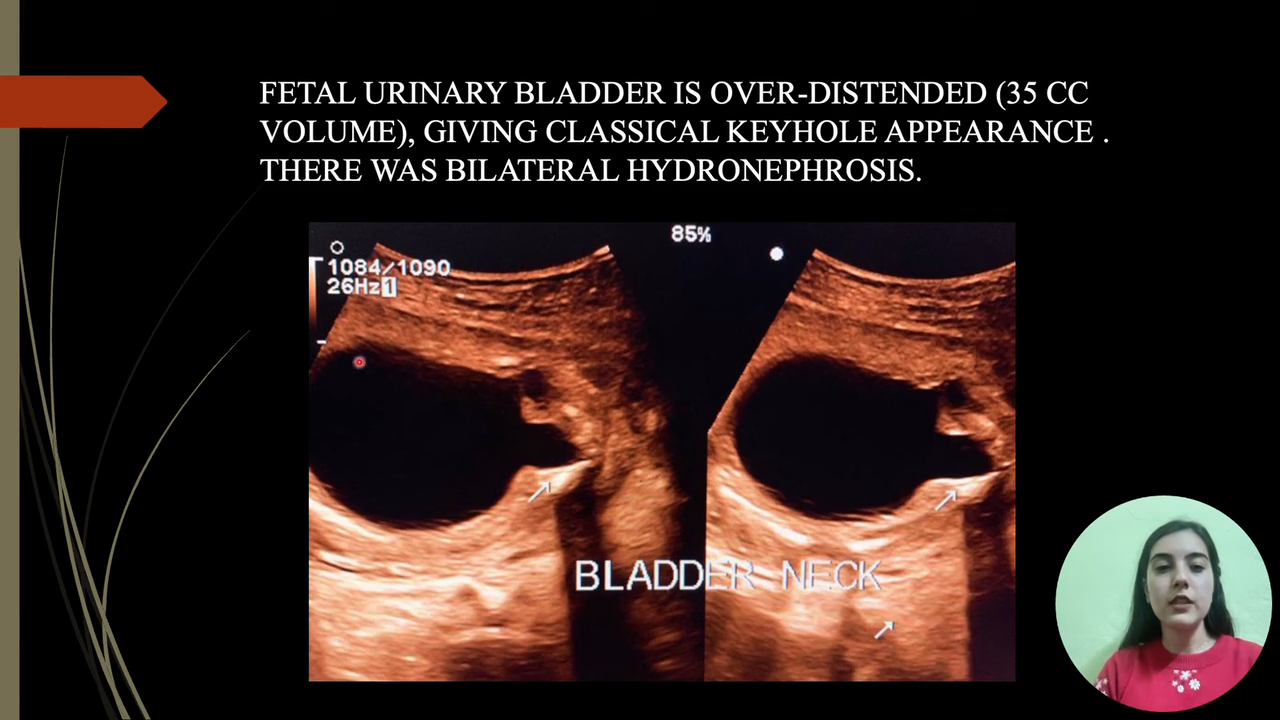 FETAL URINARY BLADDER IS OVER-DISTENDED (35 CC
VOLUME), GIVING CLASSICAL KEYHOLE APPEARANCE .
THERE WAS BILATERAL HYDRONEPHROSIS.
85%
1084/1090
26Hz1
BLADDER NECK